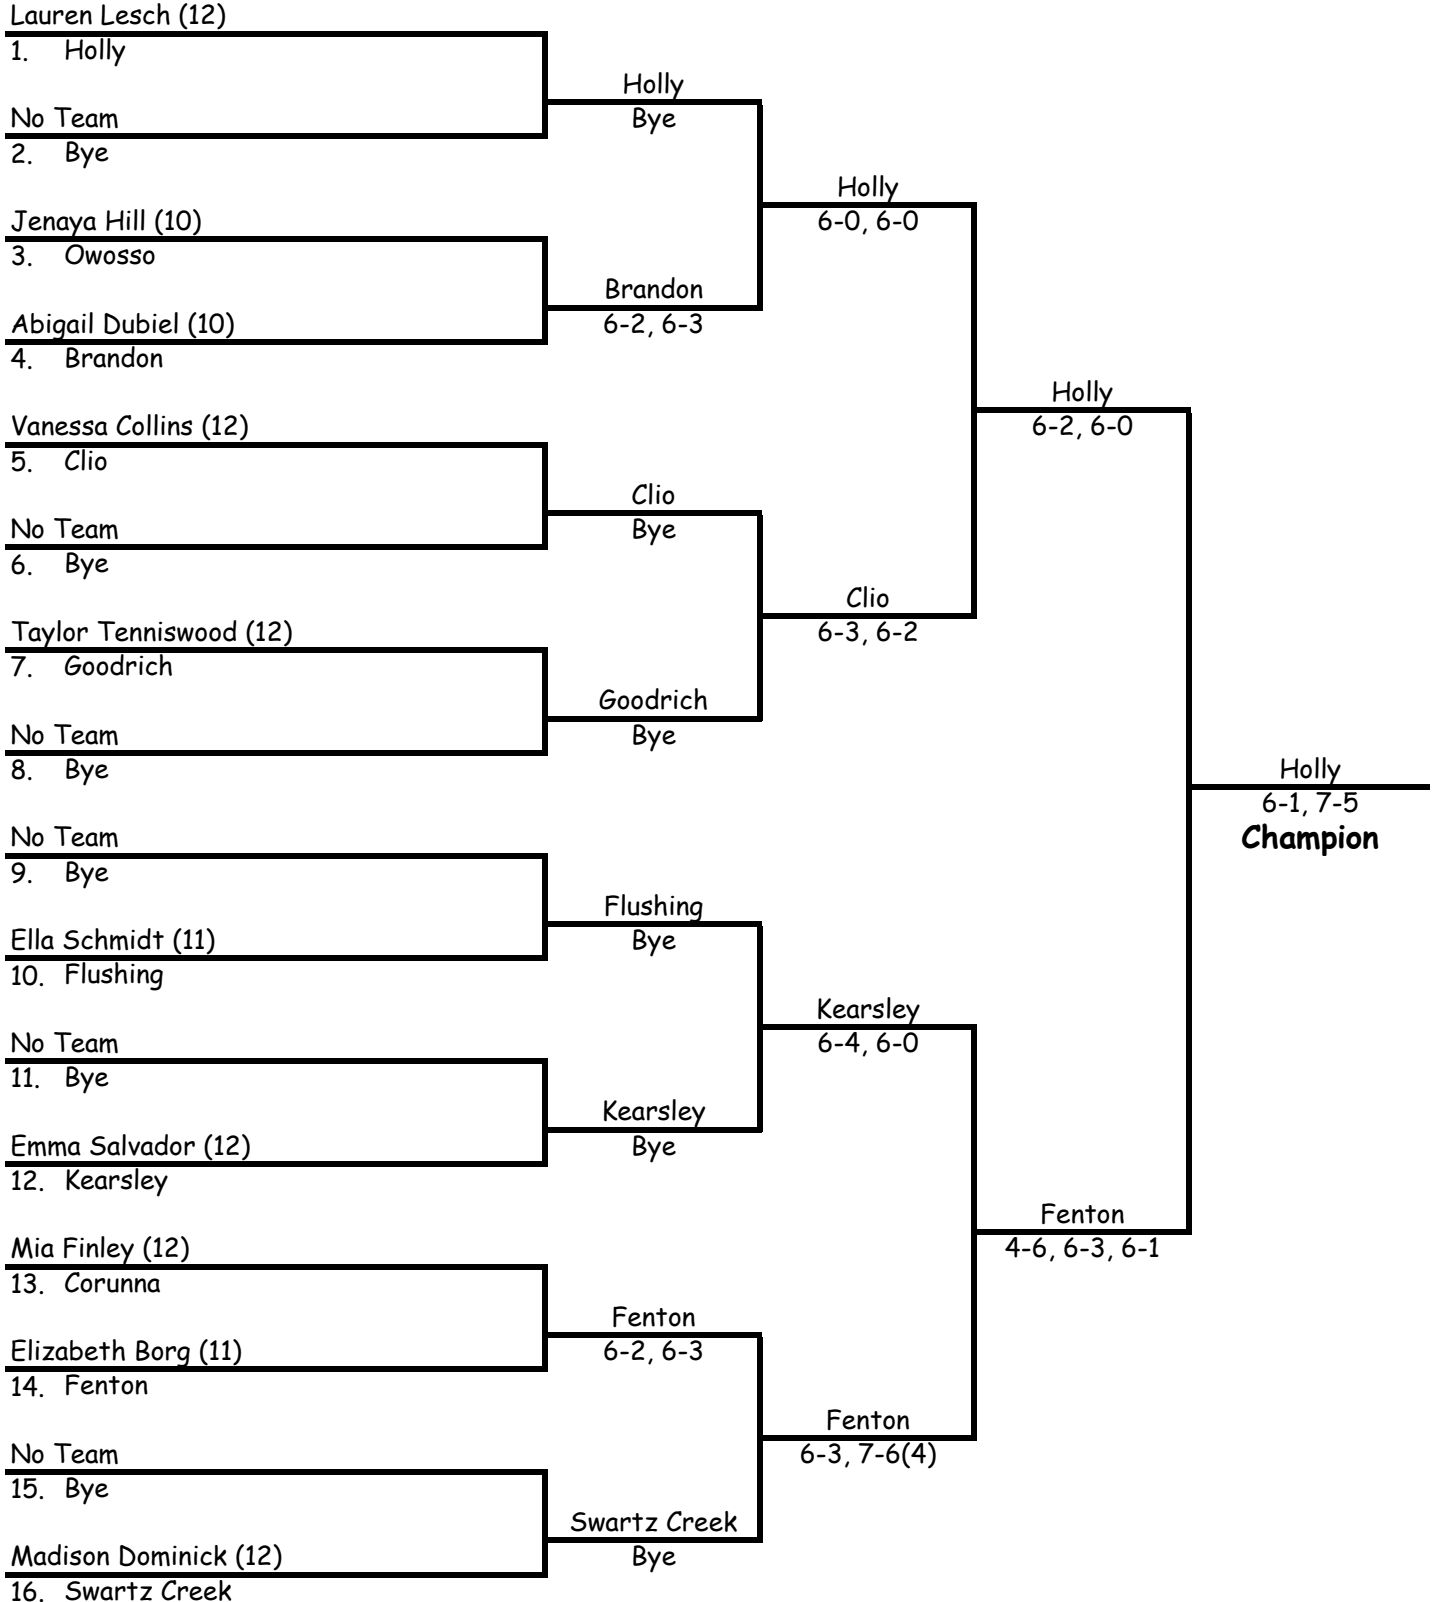 Lauren Lesch (12)
1. Holly
No Team
2. Bye
Jenaya Hill (10)
3. Owosso
Abigail Dubiel (10)
4. Brandon
Vanessa Collins (12)
5. Clio
No Team
6. Bye
Taylor Tenniswood (12)
7. Goodrich
No Team
8. Bye
No Team
9. Bye
Ella Schmidt (11)
10. Flushing
No Team
11. Bye
Emma Salvador (12)
12. Kearsley
Mia Finley (12)
13. Corunna
Elizabeth Borg (11)
14. Fenton
No Team
15. Bye
Madison Dominick (12)
16. Swartz Creek
Holly
Bye
Brandon
6-2, 6-3
Clio
Bye
Goodrich
Bye
Flushing
Bye
Kearsley
Bye
Fenton
6-2, 6-3
Swartz Creek
Bye
Holly
6-0, 6-0
Clio
6-3, 6-2
Kearsley
6-4, 6-0
Fenton
6-3, 7-6(4)
Holly
6-2, 6-0
Fenton
4-6, 6-3, 6-1
Holly
6-1, 7-5
Champion